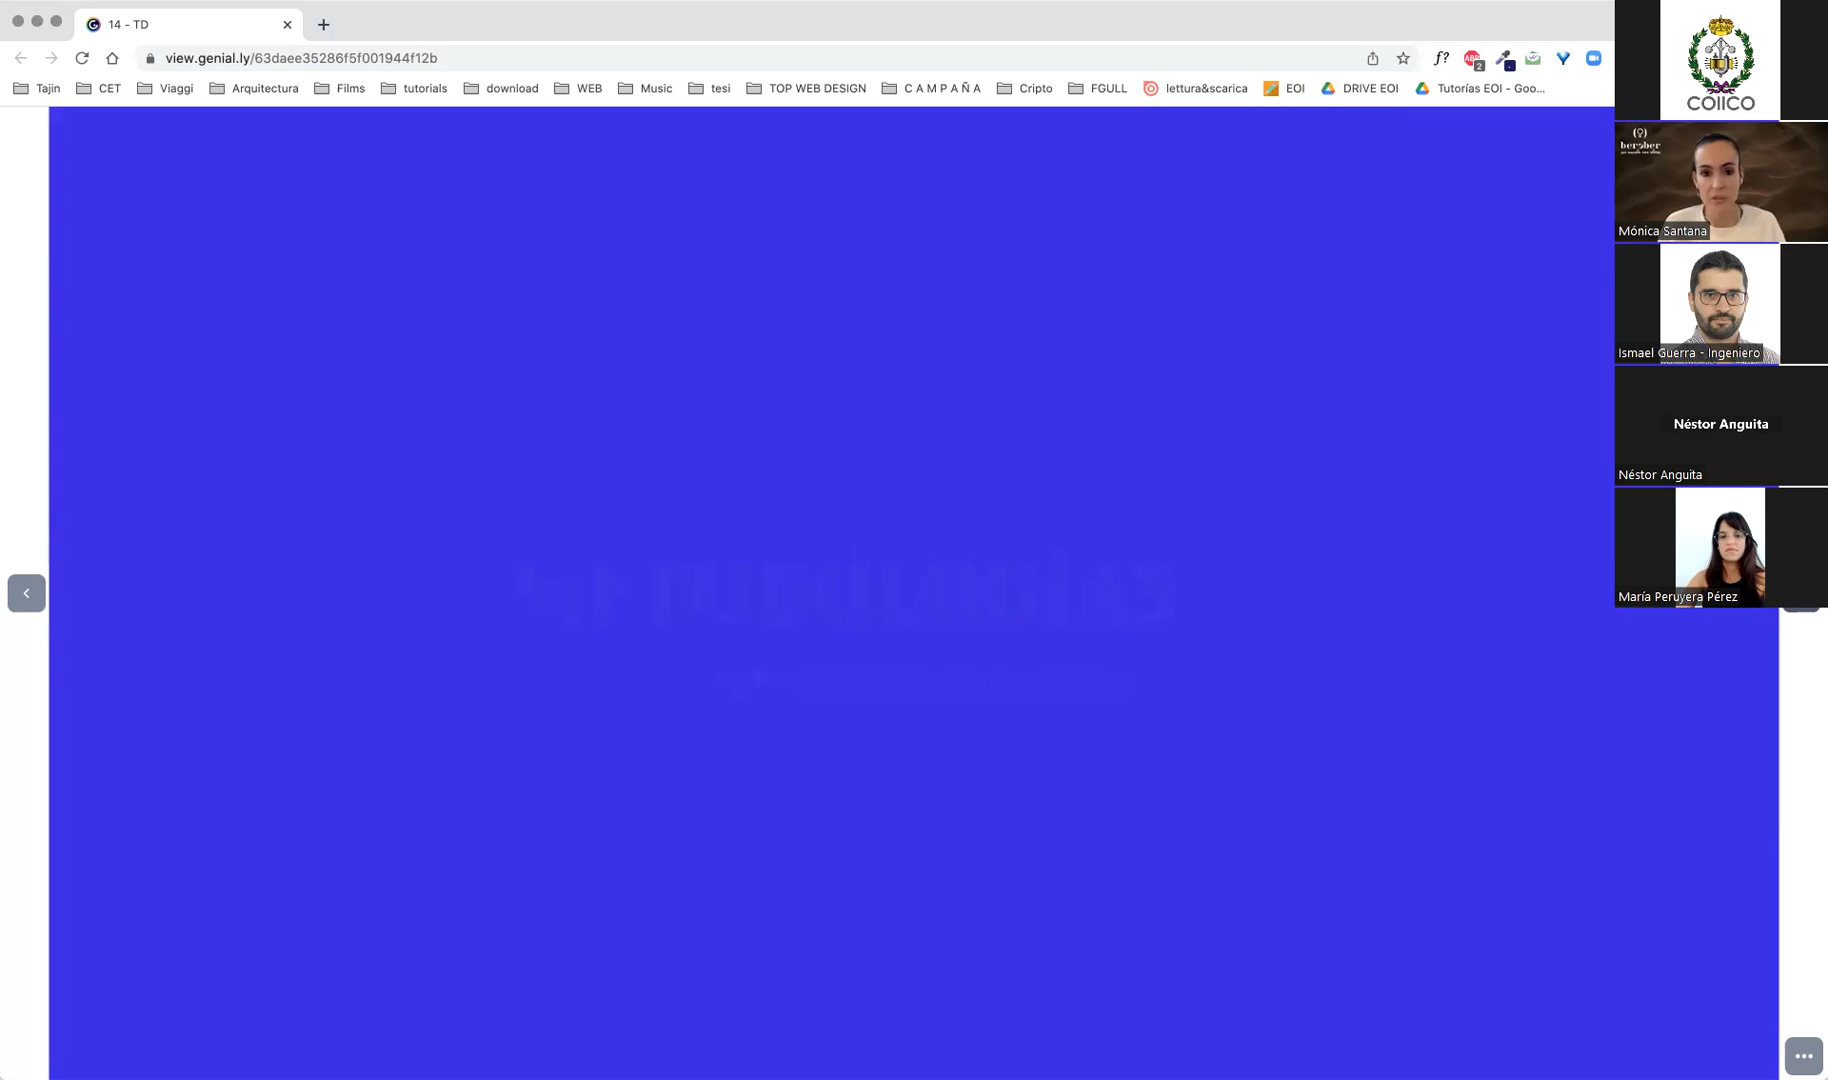 14 - TD
view.genial.ly/63daee35286f5f001944f12b
f?
ABP
2
Tajin
CET
Viaggi
Arquitectura
Films
tutorials
download
WEB
Music
tesi
TOP WEB DESIGN
C A M P A Ñ A
Cripto
FGULL
lettura&scarica
EOI
DRIVE EOI
Tutorías EOI - Goo...
COIICO
Mónica Santana
Ismael Guerra - Ingeniero
Néstor Anguita
Néstor Anguita
María Peruyera Pérez